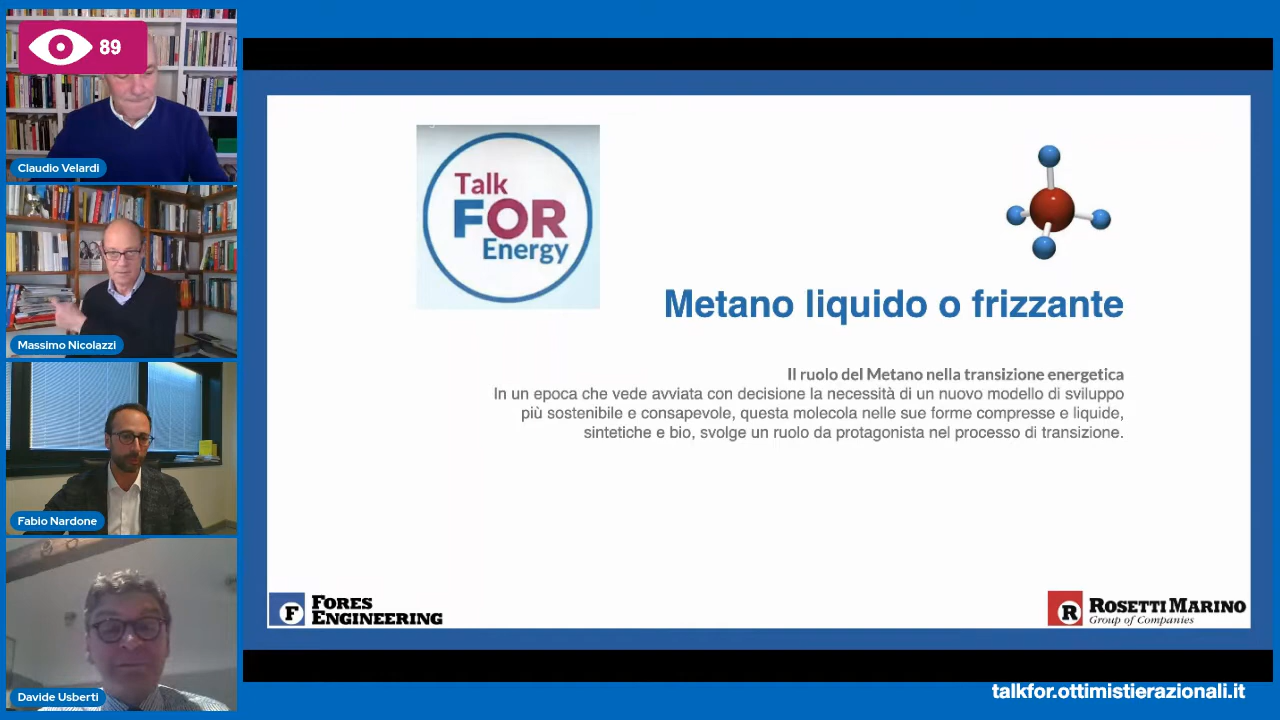 89
Claudio Velardi
Massimo Nicolazzi
Fabio Nardone
Davide Usberti
Talk
FOR
Energy
Metano liquido o frizzante
Il ruolo del Metano nella transizione energetica
In un epoca che vede avviata con decisione la necessità di un nuovo modello di sviluppo
più sostenibile e consapevole, questa molecola nelle sue forme compresse e liquide,
sintetiche e bio, svolge un ruolo da protagonista nel processo di transizione.
F
FORES
ENGINEERING
R
ROSETTI MARINO
Group of Companies
talkfor.ottimistierazionali.it